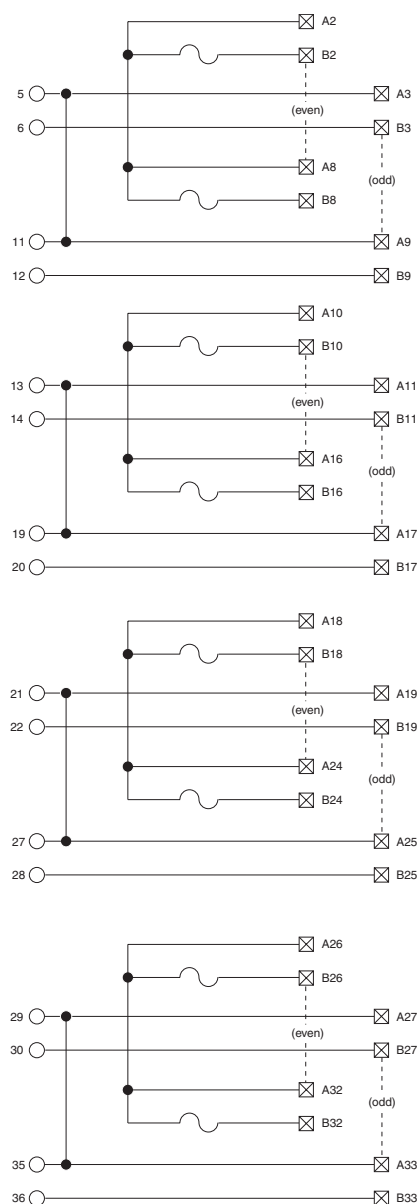 A2
B2
5 A3
(even)
6 B3
A8
(odd)
B8
11 A9
12 B9
A10
B10
13 A11
(even)
14 B11
A16
(odd)
B16
19 A17
20 B17
A18
B18
21 A19
(even)
22 B19
A24
(odd)
B24
27 A25
28 B25
A26
B26
29 A27
(even)
30 B27
A32
(odd)
B32
35 A33
36 B33